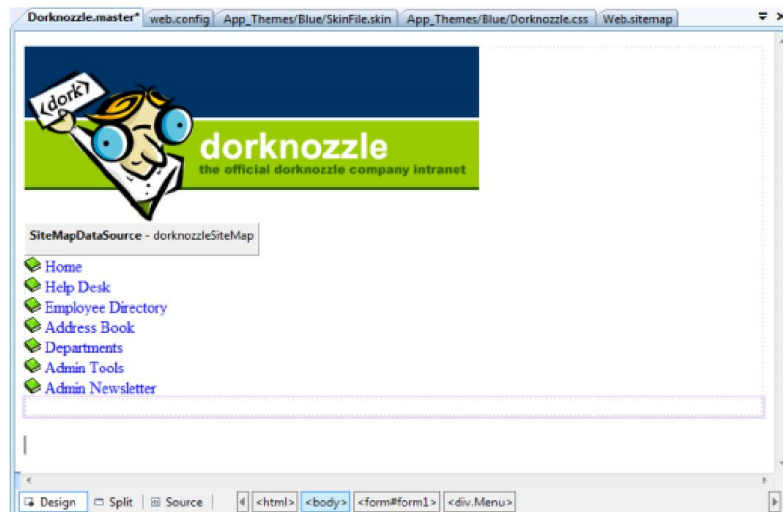 Dorknozzle.master* web.config App_Themes/Blue/SkinFile.skin App_Themes/Blue/Dorknozzle.css Web.sitemap
<dork>
dorknozzle
the official dorknozzle company intranet
SiteMapDataSource - dorknozzleSiteMap
Home
Help Desk
Employee Directory
Address Book
Departments
Admin Tools
Admin Newsletter
Design Split Source <html> <body> <form#form1> <div.Menu>